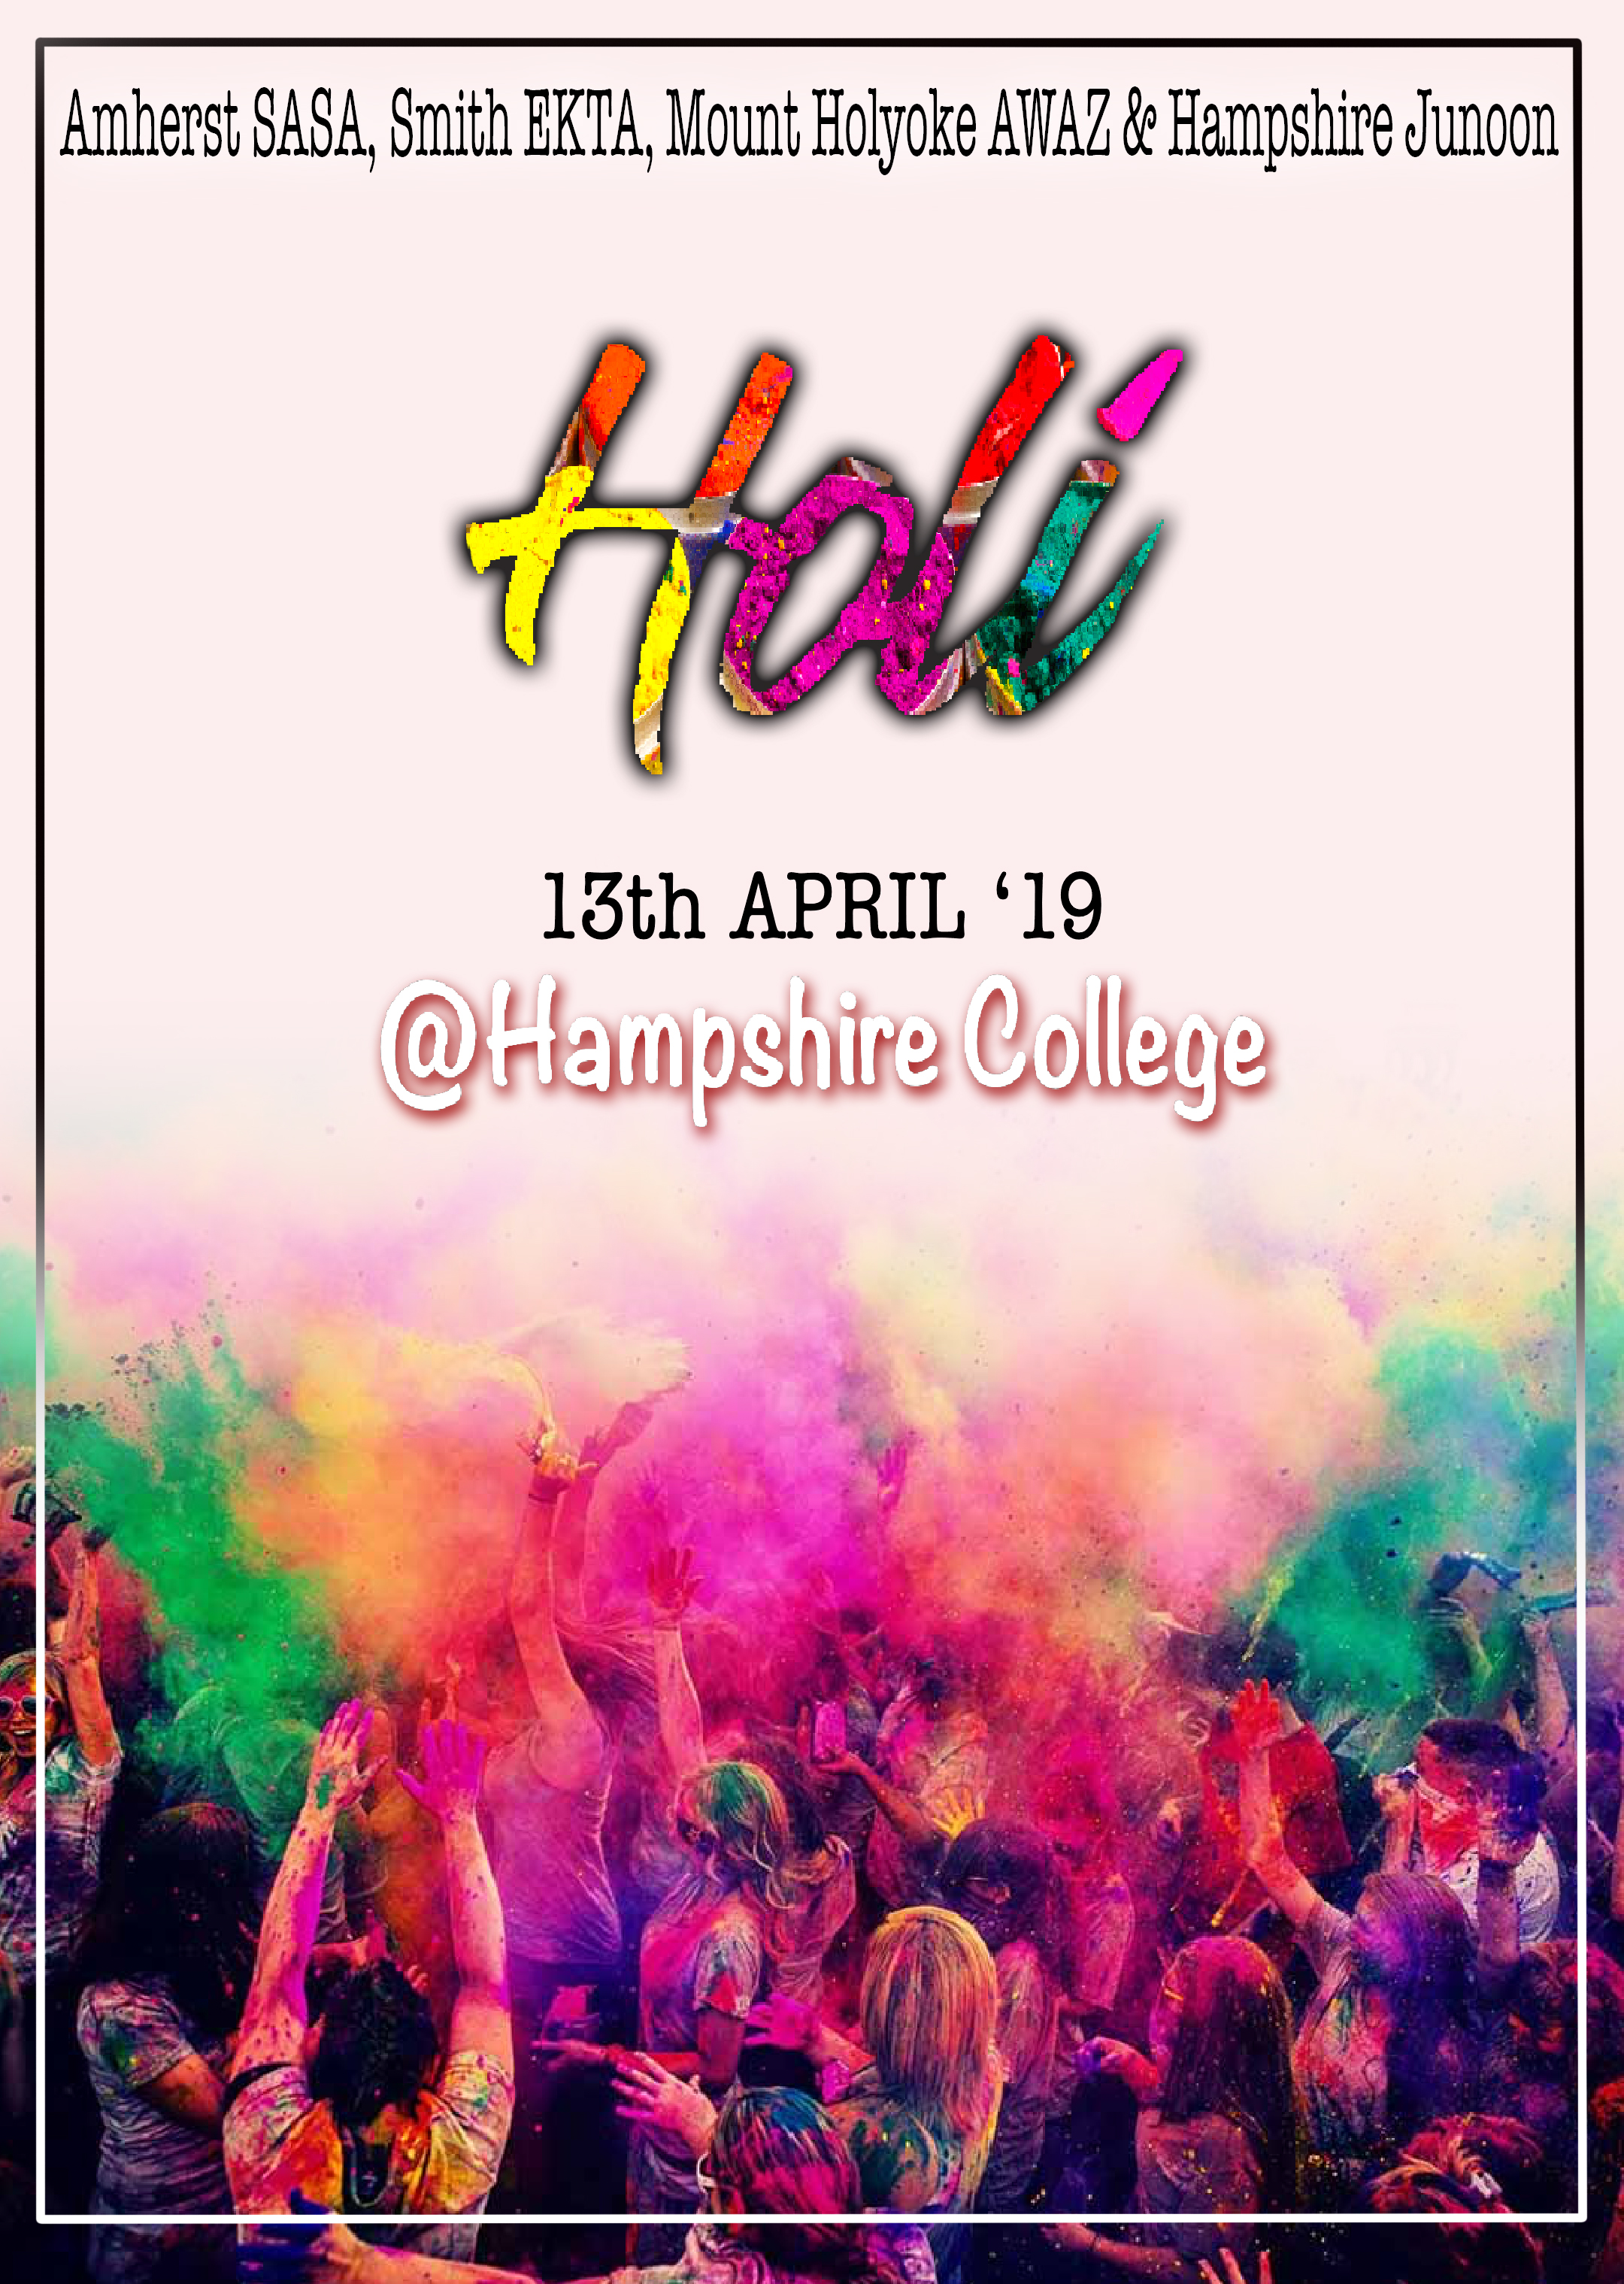 Amherst SASA, Smith EKTA, Mount Holyoke AWAZ & Hampshire Junoon
Holi
13th APRIL ‘19
@Hampshire College